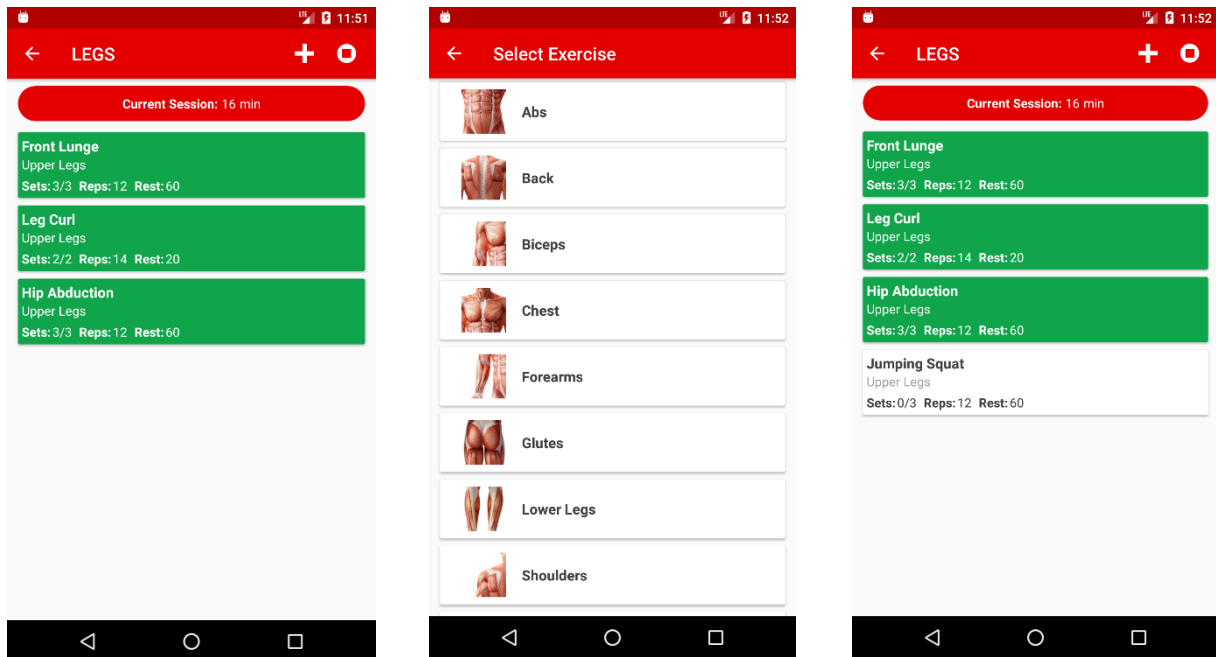 LTE 11:51
LEGS
Current Session: 16 min
Front Lunge
Upper Legs
Sets: 3/3 Reps: 12 Rest: 60
Leg Curl
Upper Legs
Sets: 2/2 Reps: 14 Rest: 20
Hip Abduction
Upper Legs
Sets: 3/3 Reps: 12 Rest: 60
LTE 11:52
Select Exercise
Abs
Back
Biceps
Chest
Forearms
Glutes
Lower Legs
Shoulders
LTE 11:52
LEGS
Current Session: 16 min
Front Lunge
Upper Legs
Sets: 3/3 Reps: 12 Rest: 60
Leg Curl
Upper Legs
Sets: 2/2 Reps: 14 Rest: 20
Hip Abduction
Upper Legs
Sets: 3/3 Reps: 12 Rest: 60
Jumping Squat
Upper Legs
Sets: 0/3 Reps: 12 Rest: 60